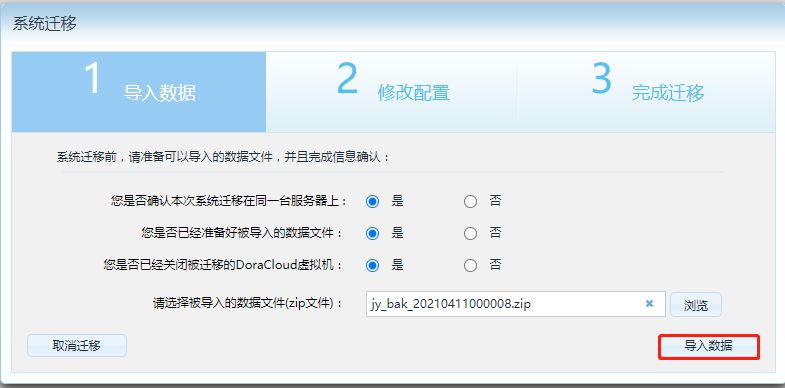 系统迁移
1 导入数据
2 修改配置
3 完成迁移
系统迁移前，请准备可以导入的数据文件，并且完成信息确认：
您是否确认本次系统迁移在同一台服务器上： 是 否
您是否已经准备好被导入的数据文件： 是 否
您是否已经关闭被迁移的DoraCloud虚拟机： 是 否
请选择被导入的数据文件(zip文件)： jy_bak_20210411000008.zip 浏览
取消迁移 导入数据